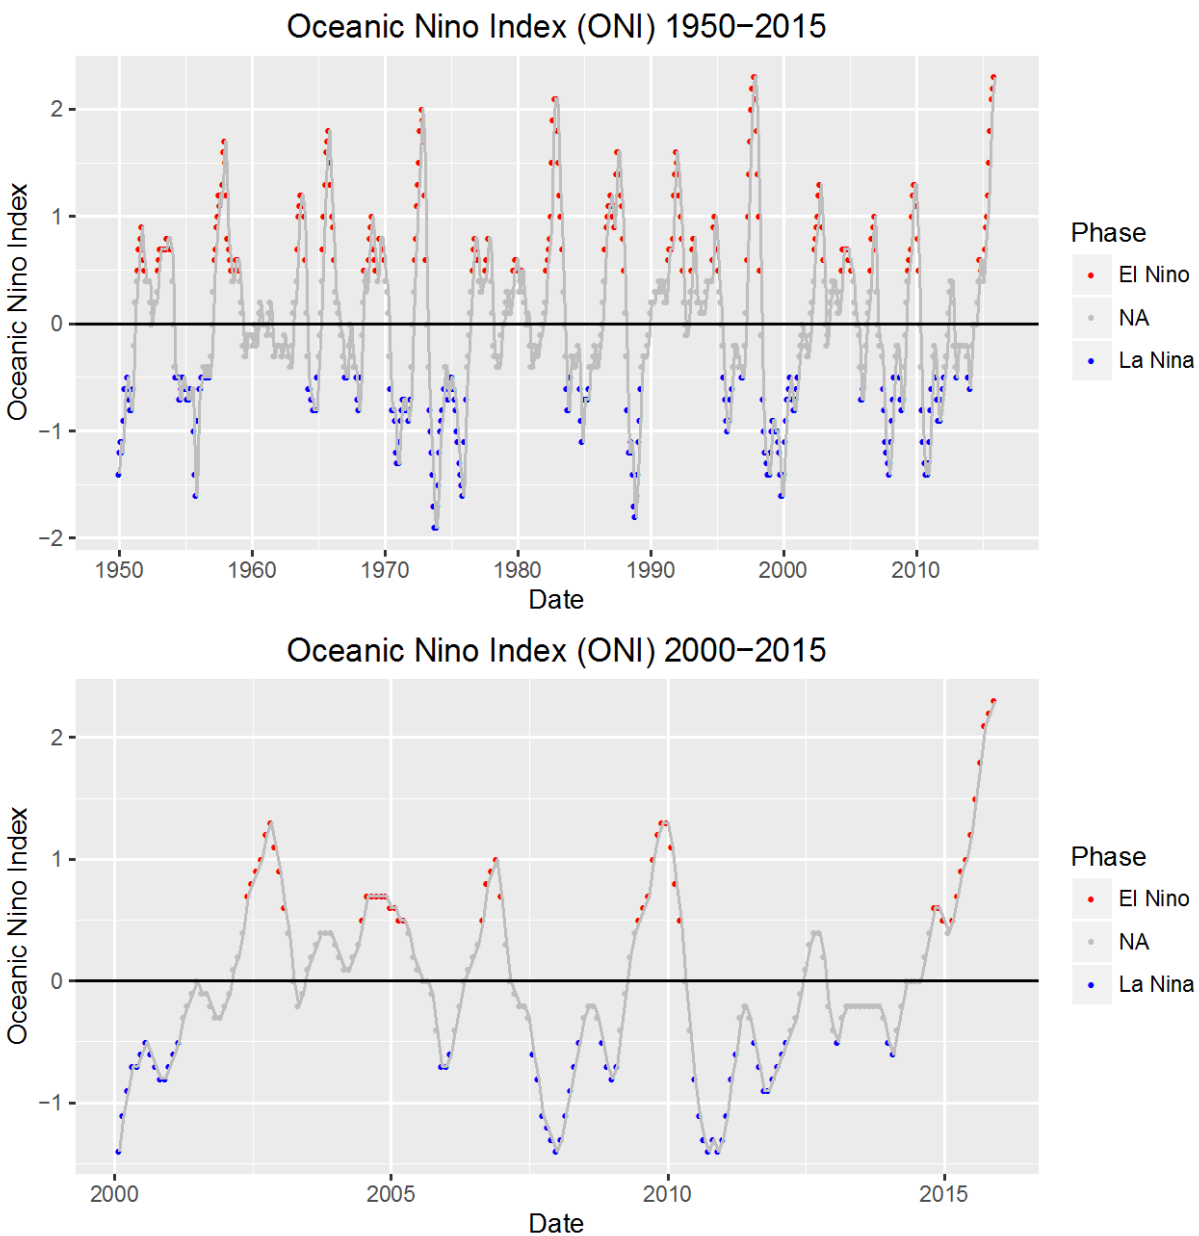 Oceanic Nino Index (ONI) 1950−2015
Oceanic Nino Index
2
1
0
−1
−2
1950 1960 1970 1980 1990 2000 2010
Date
Phase
El Nino
NA
La Nina
Oceanic Nino Index (ONI) 2000−2015
Oceanic Nino Index
2
1
0
−1
2000 2005 2010 2015
Date
Phase
El Nino
NA
La Nina